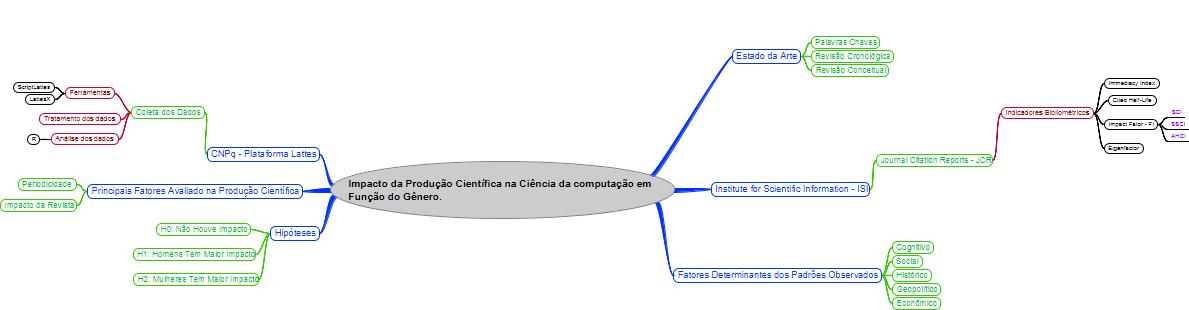 Impacto da Produção Científica na Ciência da computação em
Função do Gênero.
Estado da Arte
Palavras Chaves
Revisão Cronológica
Revisão Conceitual
Institute for Scientific Information - ISI
Journal Citation Reports - JCR
Indicadores Bibliométricos
Immediacy Index
Cited Half-Life
Impact Fator - FI
SCI
SSCI
AHCI
Eigenfactor
Fatores Determinantes dos Padrões Observados
Cognitivo
Social
Histórico
Geopolítico
Econômico
CNPq - Plataforma Lattes
Coleta dos Dados
Ferramentas
ScriptLattes
LattesX
Tratamento dos dados
Análise dos dados
R
Principais Fatores Avaliado na Produção Científica
Periodicidade
Impacto da Revista
Hipóteses
H0: Não Houve Impacto
H1: Homens Tem Maior Impacto
H2: Mulheres Tem Maior Impacto